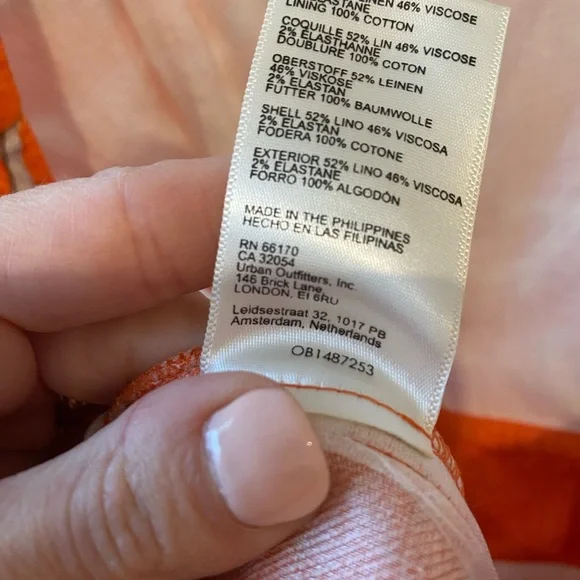 46% VISCOSE
LINING 100% COTTON
COQUILLE 52% LIN 46% VISCOSE
2% ELASTHANNE
DOUBLURE 100% COTON
OBERSTOFF 52% LEINEN
46% VISKOSE
2% ELASTAN
FUTTER 100% BAUMWOLLE
SHELL 52% LINO 46% VISCOSA
2% ELASTANE
FODERA 100% COTONE
EXTERIOR 52% LINO 46% VISCOSA
2% ELASTANE
FORRO 100% ALGODÓN
MADE IN THE PHILIPPINES
HECHO EN LAS FILIPINAS
RN 66170
CA 32054
Urban Outfitters, Inc.
146 Brick Lane,
LONDON, E1 6RU
Leidsestraat 32, 1017 PB
Amsterdam, Netherlands
OB1487253